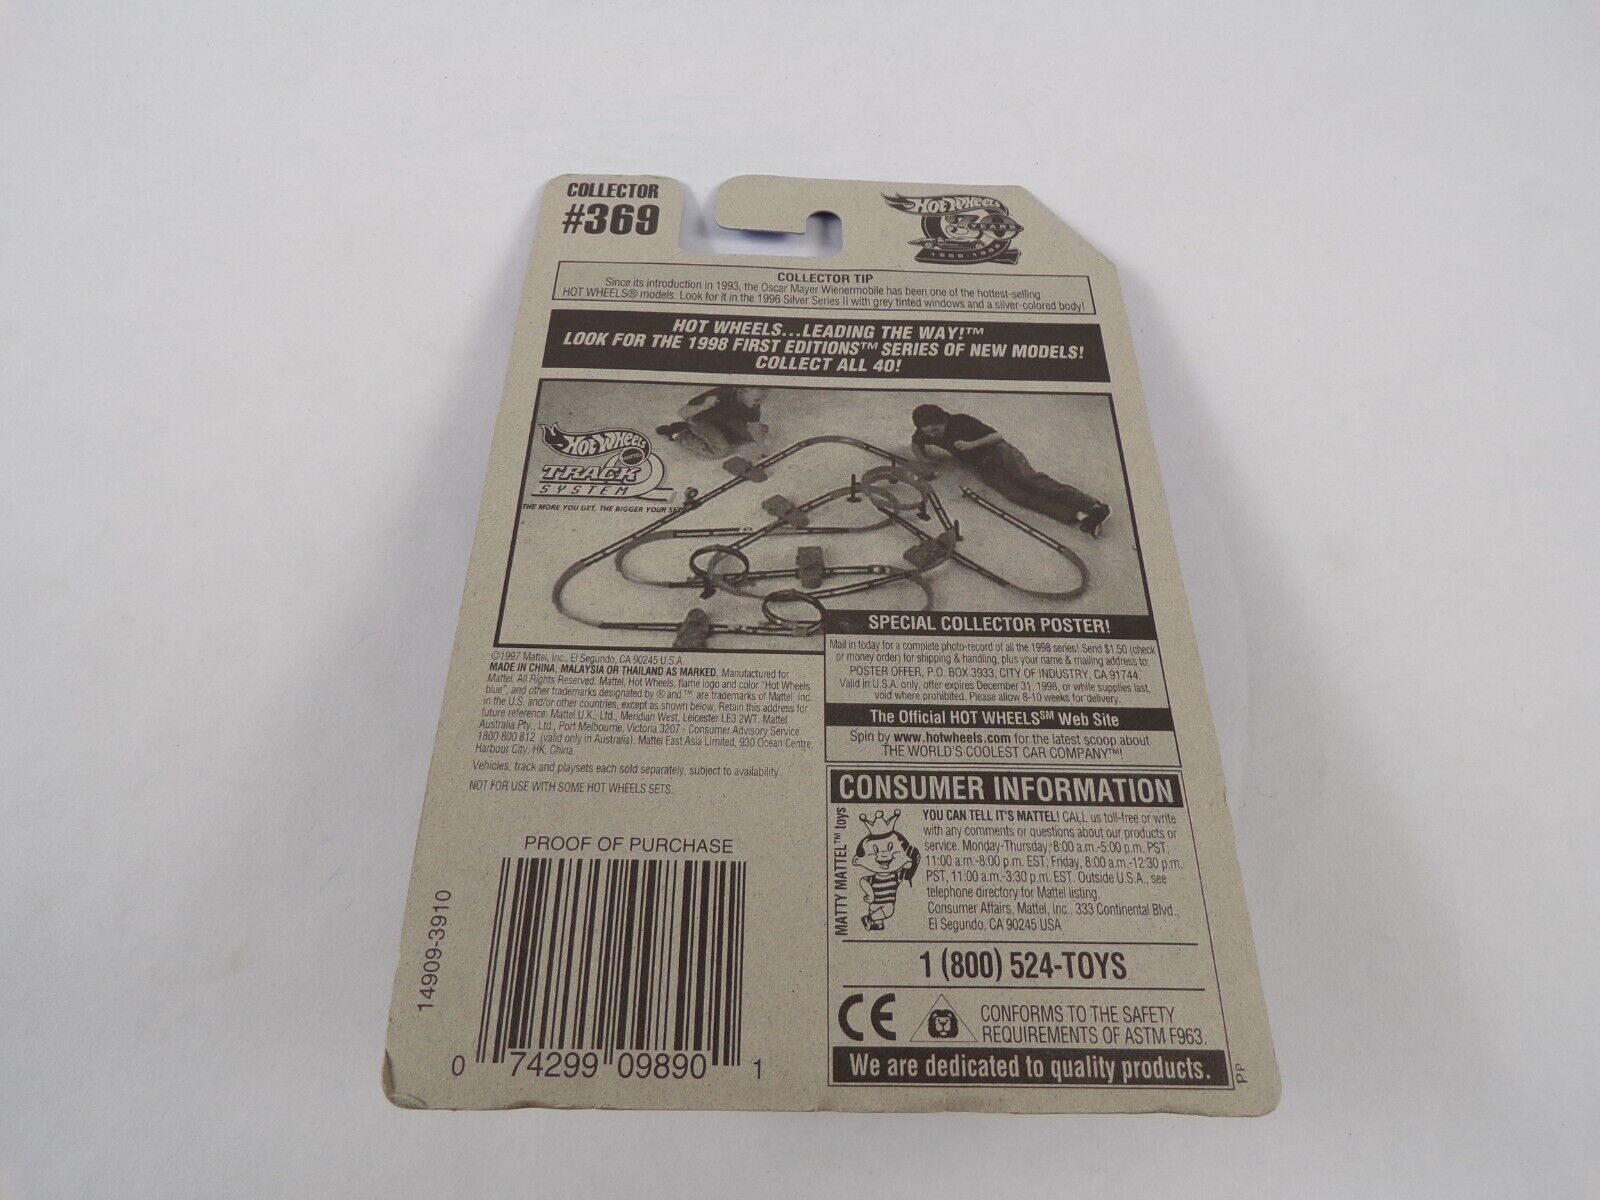 COLLECTOR
#369
HOT WHEELS
30
YEARS
1968-1998
COLLECTOR TIP
Since its introduction in 1993, the Oscar Mayer Wienermobile has been one of the hottest-selling
HOT WHEELS® models. Look for it in the 1996 Silver Series II with grey tinted windows and a silver-colored body!
HOT WHEELS...LEADING THE WAY!™
LOOK FOR THE 1998 FIRST EDITIONS™ SERIES OF NEW MODELS!
COLLECT ALL 40!
HOT WHEELS
MATTEL
TRACK
SYSTEM
THE MORE YOU GET, THE BIGGER YOUR SET
©1997 Mattel, Inc., El Segundo, CA 90245 U.S.A.
MADE IN CHINA, MALAYSIA OR THAILAND AS MARKED. Manufactured for
Mattel. All Rights Reserved. Mattel, Hot Wheels, flame logo and color "Hot Wheels
blue", and other trademarks designated by ® and ™ are trademarks of Mattel, Inc.
in the U.S. and/or other countries, except as shown below. Retain this address for
future reference: Mattel U.K., Ltd., Meridian West, Leicester LE3 2WT. Mattel
Australia Pty., Ltd., Port Melbourne, Victoria 3207 - Consumer Advisory Service
1800 800 812 (valid only in Australia). Mattel East Asia Limited, 930 Ocean Centre,
Harbour City, HK, China.
Vehicles, track and playsets each sold separately, subject to availability.
NOT FOR USE WITH SOME HOT WHEELS SETS.
SPECIAL COLLECTOR POSTER!
Mail in today for a complete photo-record of all the 1998 series! Send $1.50 (check
or money order) for shipping & handling, plus your name & mailing address to:
POSTER OFFER, P.O. BOX 3933, CITY OF INDUSTRY, CA 91744.
Valid in U.S.A. only, offer expires December 31, 1998, or while supplies last,
void where prohibited. Please allow 8-10 weeks for delivery.
The Official HOT WHEELS℠ Web Site
Spin by www.hotwheels.com for the latest scoop about
THE WORLD'S COOLEST CAR COMPANY™!
CONSUMER INFORMATION
MATTY MATTEL™ toys
YOU CAN TELL IT'S MATTEL! CALL us toll-free or write
with any comments or questions about our products or
service. Monday-Thursday, 8:00 a.m.-5:00 p.m. PST,
11:00 a.m.-8:00 p.m. EST; Friday, 8:00 a.m.-12:30 p.m.
PST, 11:00 a.m.-3:30 p.m. EST. Outside U.S.A., see
telephone directory for Mattel listing.
Consumer Affairs, Mattel, Inc., 333 Continental Blvd.,
El Segundo, CA 90245 USA
1 (800) 524-TOYS
CE
CONFORMS TO THE SAFETY
REQUIREMENTS OF ASTM F963.
We are dedicated to quality products.
PP
PROOF OF PURCHASE
0 74299 09890 1
14909-3910